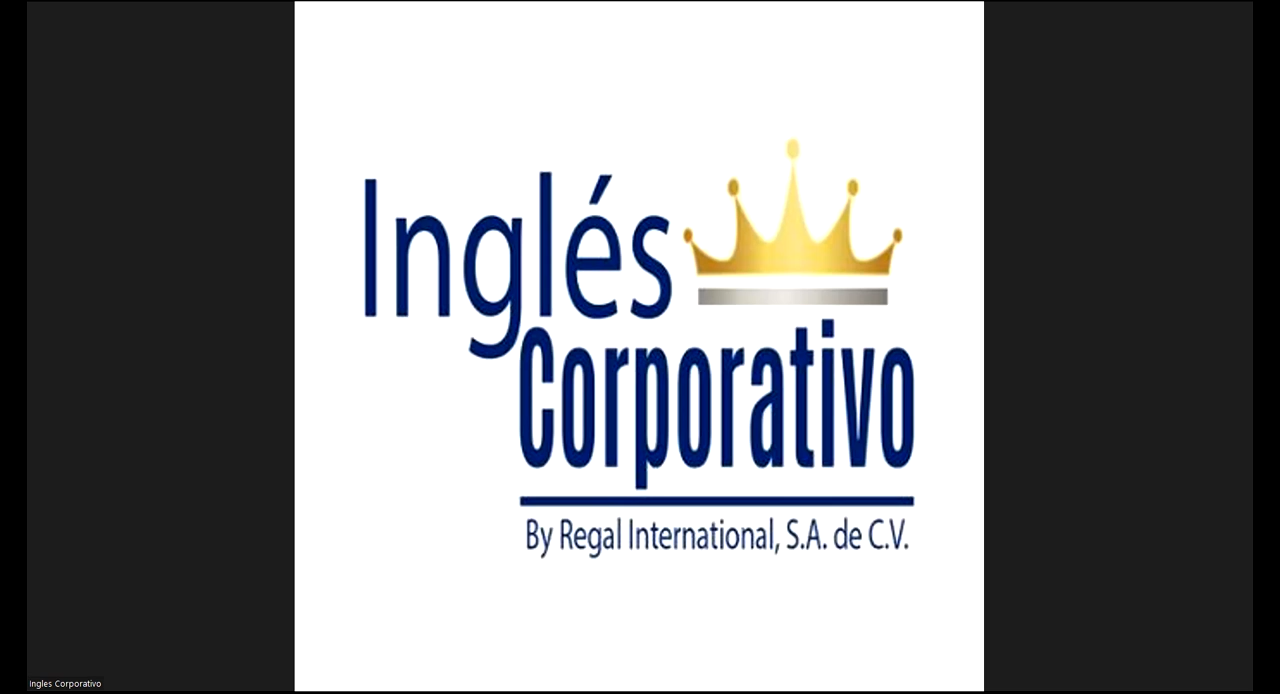 Inglés
Corporativo
By Regal International, S.A. de C.V.
Ingles Corporativo